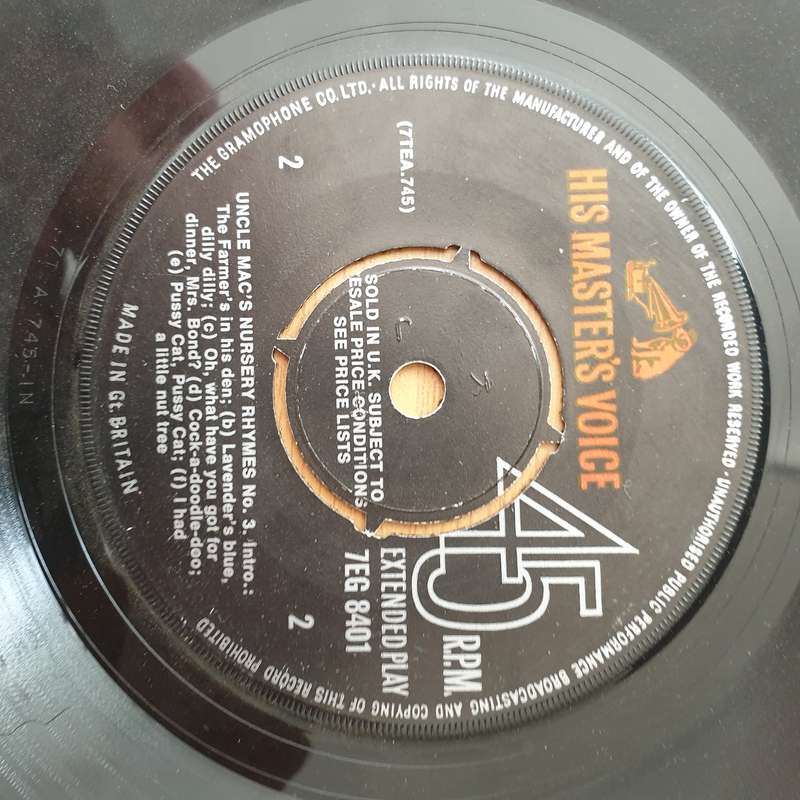 THE GRAMOPHONE CO. LTD. · ALL RIGHTS OF THE MANUFACTURER AND OF THE OWNER OF THE RECORDED WORK RESERVED · UNAUTHORISED PUBLIC PERFORMANCE BROADCASTING AND COPYING OF THIS RECORD PROHIBITED
HIS MASTER'S VOICE
45
R.P.M.
EXTENDED PLAY
7EG 8401
(7TEA.745)
SOLD IN U.K. SUBJECT TO
ESALE PRICE CONDITIONS
SEE PRICE LISTS
2
2
UNCLE MAC'S NURSERY RHYMES No. 3. Intro.:
The Farmer's in his den; (b) Lavender's blue,
dilly dilly: (c) Oh, what have you got for
dinner, Mrs. Bond? (d) Cock-a-doodle-doo;
(e) Pussy Cat, Pussy Cat; (f) I had
a little nut tree
MADE IN Gt. BRITAIN
745-1N